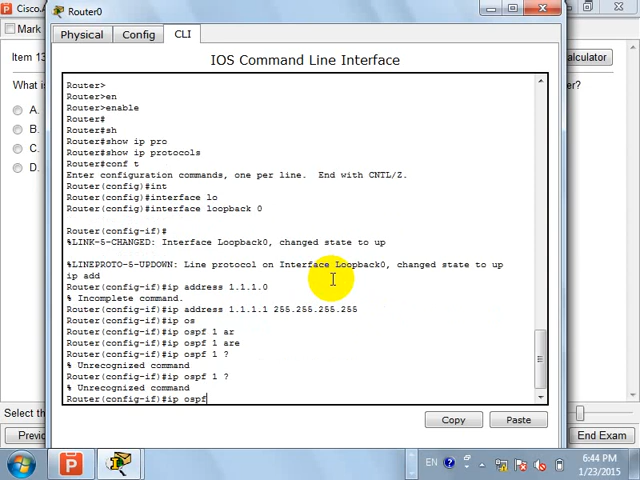 Cisco.A
Router0
Mark
Physical
Config
CLI
Item 13
alculator
IOS Command Line Interface
What is
er?
A.
B.
C.
D.
Router>
Router>en
Router>enable
Router#
Router#sh
Router#show ip pro
Router#show ip protocols
Router#conf t
Enter configuration commands, one per line.  End with CNTL/Z.
Router(config)#int
Router(config)#interface lo
Router(config)#interface loopback 0
Router(config-if)#
%LINK-5-CHANGED: Interface Loopback0, changed state to up
%LINEPROTO-5-UPDOWN: Line protocol on Interface Loopback0, changed state to up
ip add
Router(config-if)#ip address 1.1.1.0
% Incomplete command.
Router(config-if)#ip address 1.1.1.1 255.255.255.255
Router(config-if)#ip os
Router(config-if)#ip ospf 1 ar
Router(config-if)#ip ospf 1 are
Router(config-if)#ip ospf 1 ?
% Unrecognized command
Router(config-if)#ip ospf 1 ?
% Unrecognized command
Router(config-if)#ip ospf
Copy
Paste
Select the
Previo
End Exam
EN
6:44 PM
1/23/2015